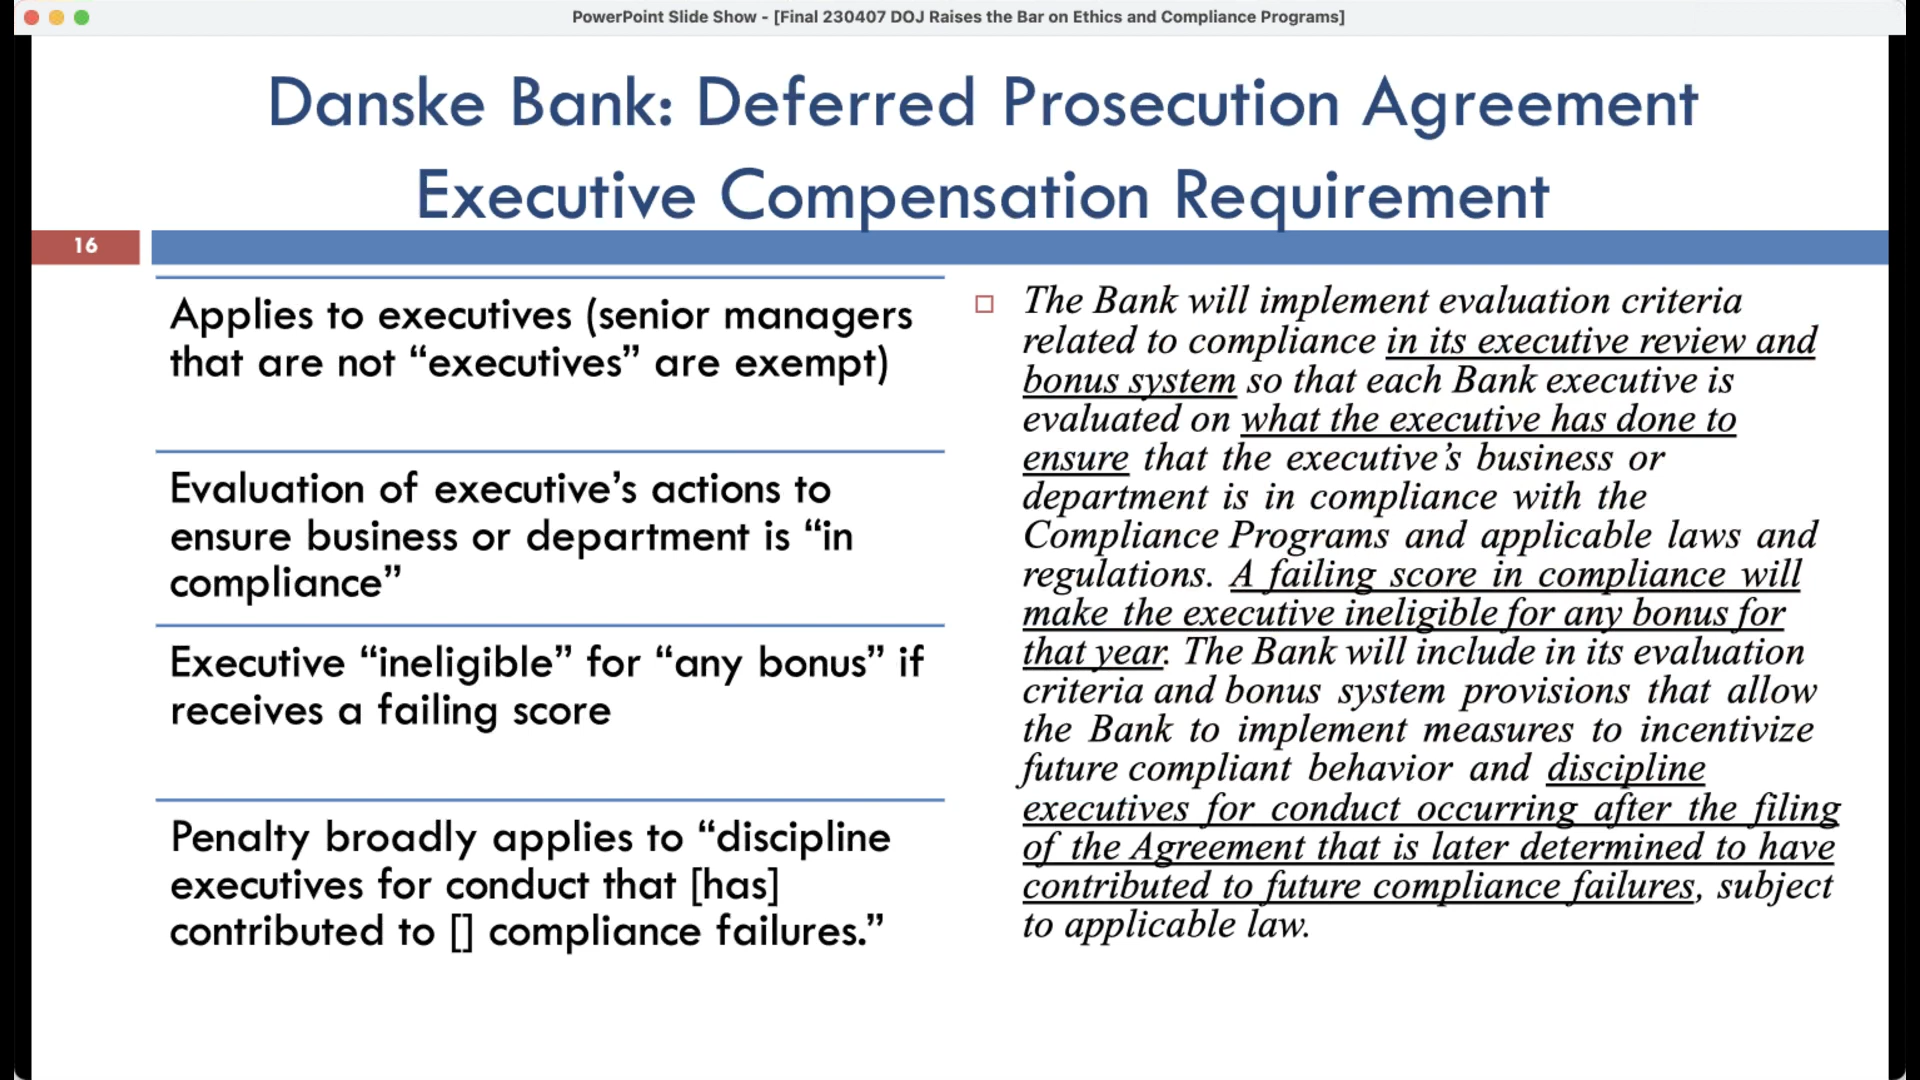 PowerPoint Slide Show - [Final 230407 DOJ Raises the Bar on Ethics and Compliance Programs]
Danske Bank: Deferred Prosecution Agreement
Executive Compensation Requirement
16
Applies to executives (senior managers
that are not “executives” are exempt)
Evaluation of executive’s actions to
ensure business or department is “in
compliance”
Executive “ineligible” for “any bonus” if
receives a failing score
Penalty broadly applies to “discipline
executives for conduct that [has]
contributed to [] compliance failures.”
The Bank will implement evaluation criteria
related to compliance in its executive review and
bonus system so that each Bank executive is
evaluated on what the executive has done to
ensure that the executive’s business or
department is in compliance with the
Compliance Programs and applicable laws and
regulations. A failing score in compliance will
make the executive ineligible for any bonus for
that year. The Bank will include in its evaluation
criteria and bonus system provisions that allow
the Bank to implement measures to incentivize
future compliant behavior and discipline
executives for conduct occurring after the filing
of the Agreement that is later determined to have
contributed to future compliance failures, subject
to applicable law.